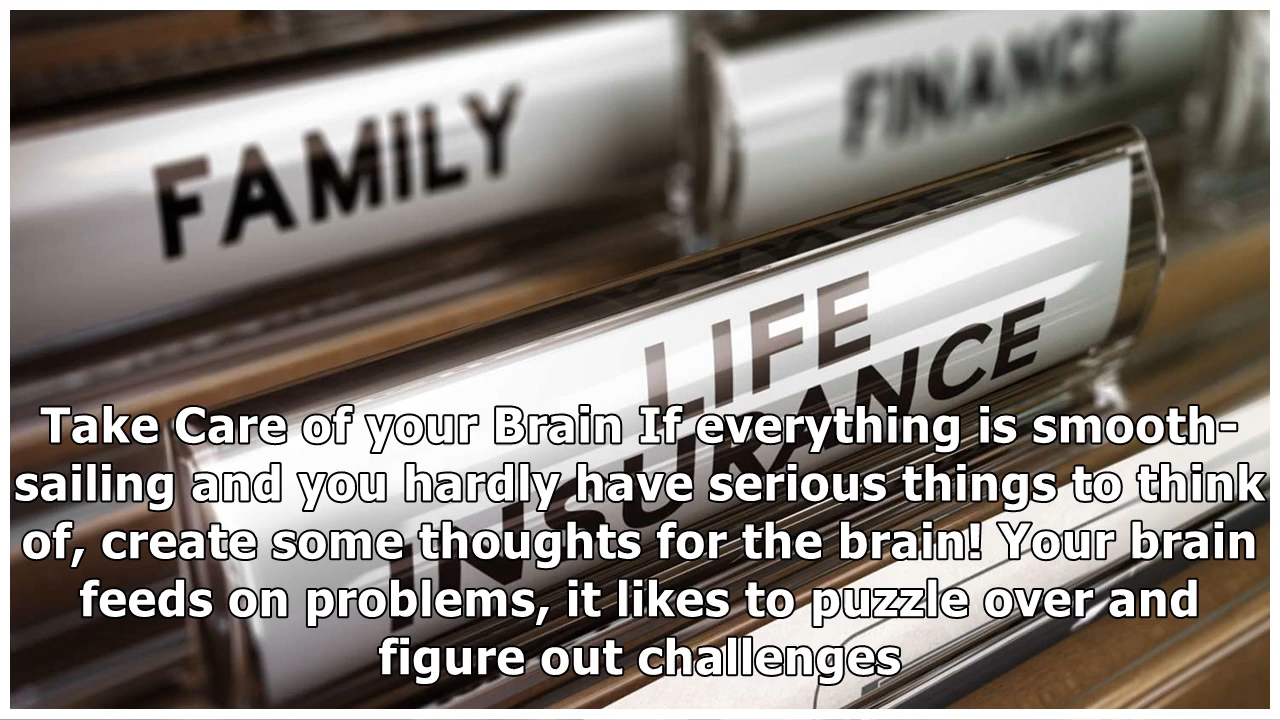 FAMILY
FINANCE
LIFE
INSURANCE
Take Care of your Brain If everything is smooth-
sailing and you hardly have serious things to think
of, create some thoughts for the brain! Your brain
feeds on problems, it likes to puzzle over and
figure out challenges